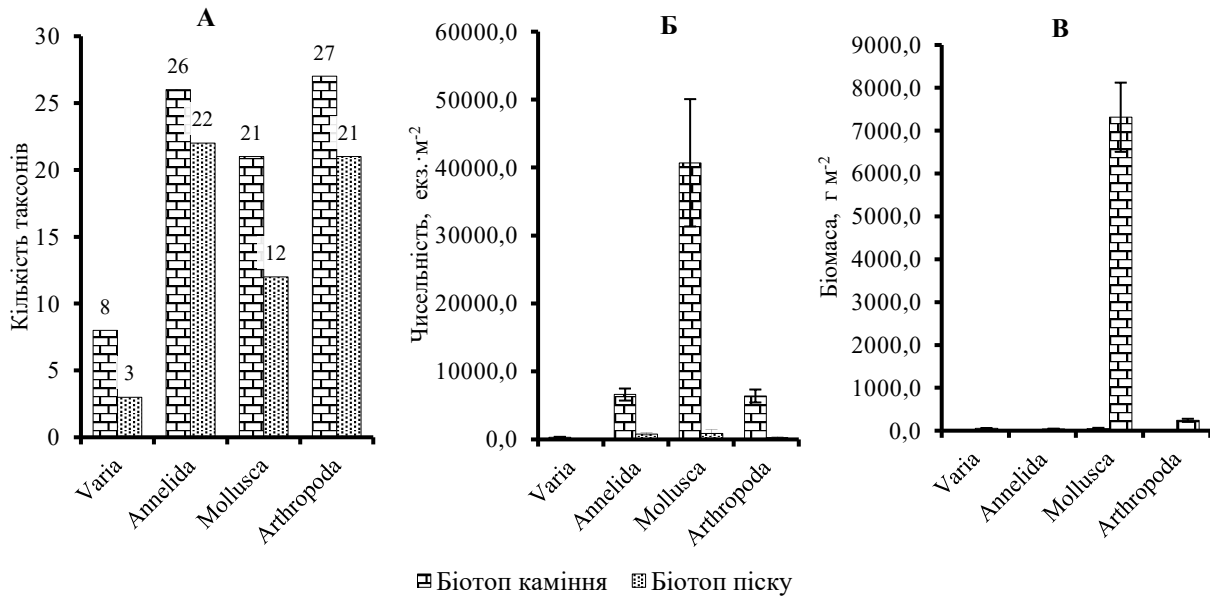 А
Кількість таксонів
30
25
20
15
10
5
0
8
3
26
22
21
12
27
21
Varia
Annelida
Mollusca
Arthropoda
Б
Чисельність, екз.·м⁻²
60000,0
50000,0
40000,0
30000,0
20000,0
10000,0
0,0
Varia
Annelida
Mollusca
Arthropoda
В
Біомаса, г м⁻²
9000,0
8000,0
7000,0
6000,0
5000,0
4000,0
3000,0
2000,0
1000,0
0,0
Varia
Annelida
Mollusca
Arthropoda
Біотоп каміння
Біотоп піску